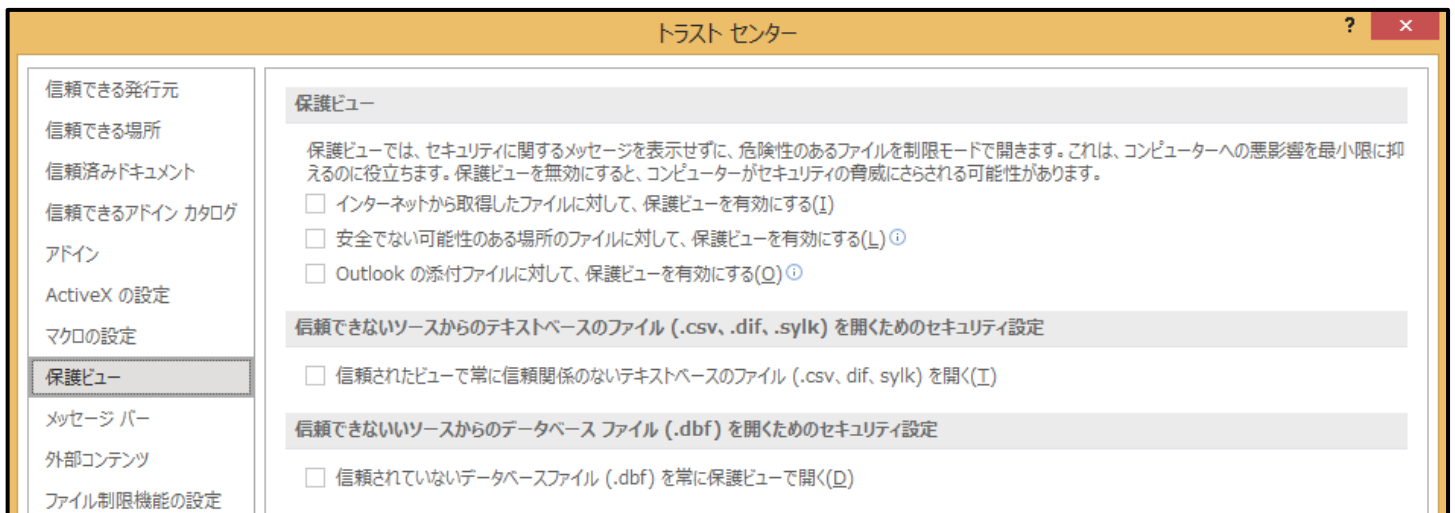 トラスト センター
?
×
信頼できる発行元
信頼できる場所
信頼済みドキュメント
信頼できるアドイン カタログ
アドイン
ActiveX の設定
マクロの設定
保護ビュー
メッセージ バー
外部コンテンツ
ファイル制限機能の設定
保護ビュー
保護ビューでは、セキュリティに関するメッセージを表示せずに、危険性のあるファイルを制限モードで開きます。これは、コンピューターへの悪影響を最小限に抑
えるのに役立ちます。保護ビューを無効にすると、コンピューターがセキュリティの脅威にさらされる可能性があります。
インターネットから取得したファイルに対して、保護ビューを有効にする(I)
安全でない可能性のある場所のファイルに対して、保護ビューを有効にする(L)
Outlook の添付ファイルに対して、保護ビューを有効にする(O)
信頼できないソースからのテキストベースのファイル (.csv、.dif、.sylk) を開くためのセキュリティ設定
信頼されたビューで常に信頼関係のないテキストベースのファイル (.csv、dif、sylk) を開く(T)
信頼できないいソースからのデータベース ファイル (.dbf) を開くためのセキュリティ設定
信頼されていないデータベースファイル (.dbf) を常に保護ビューで開く(D)